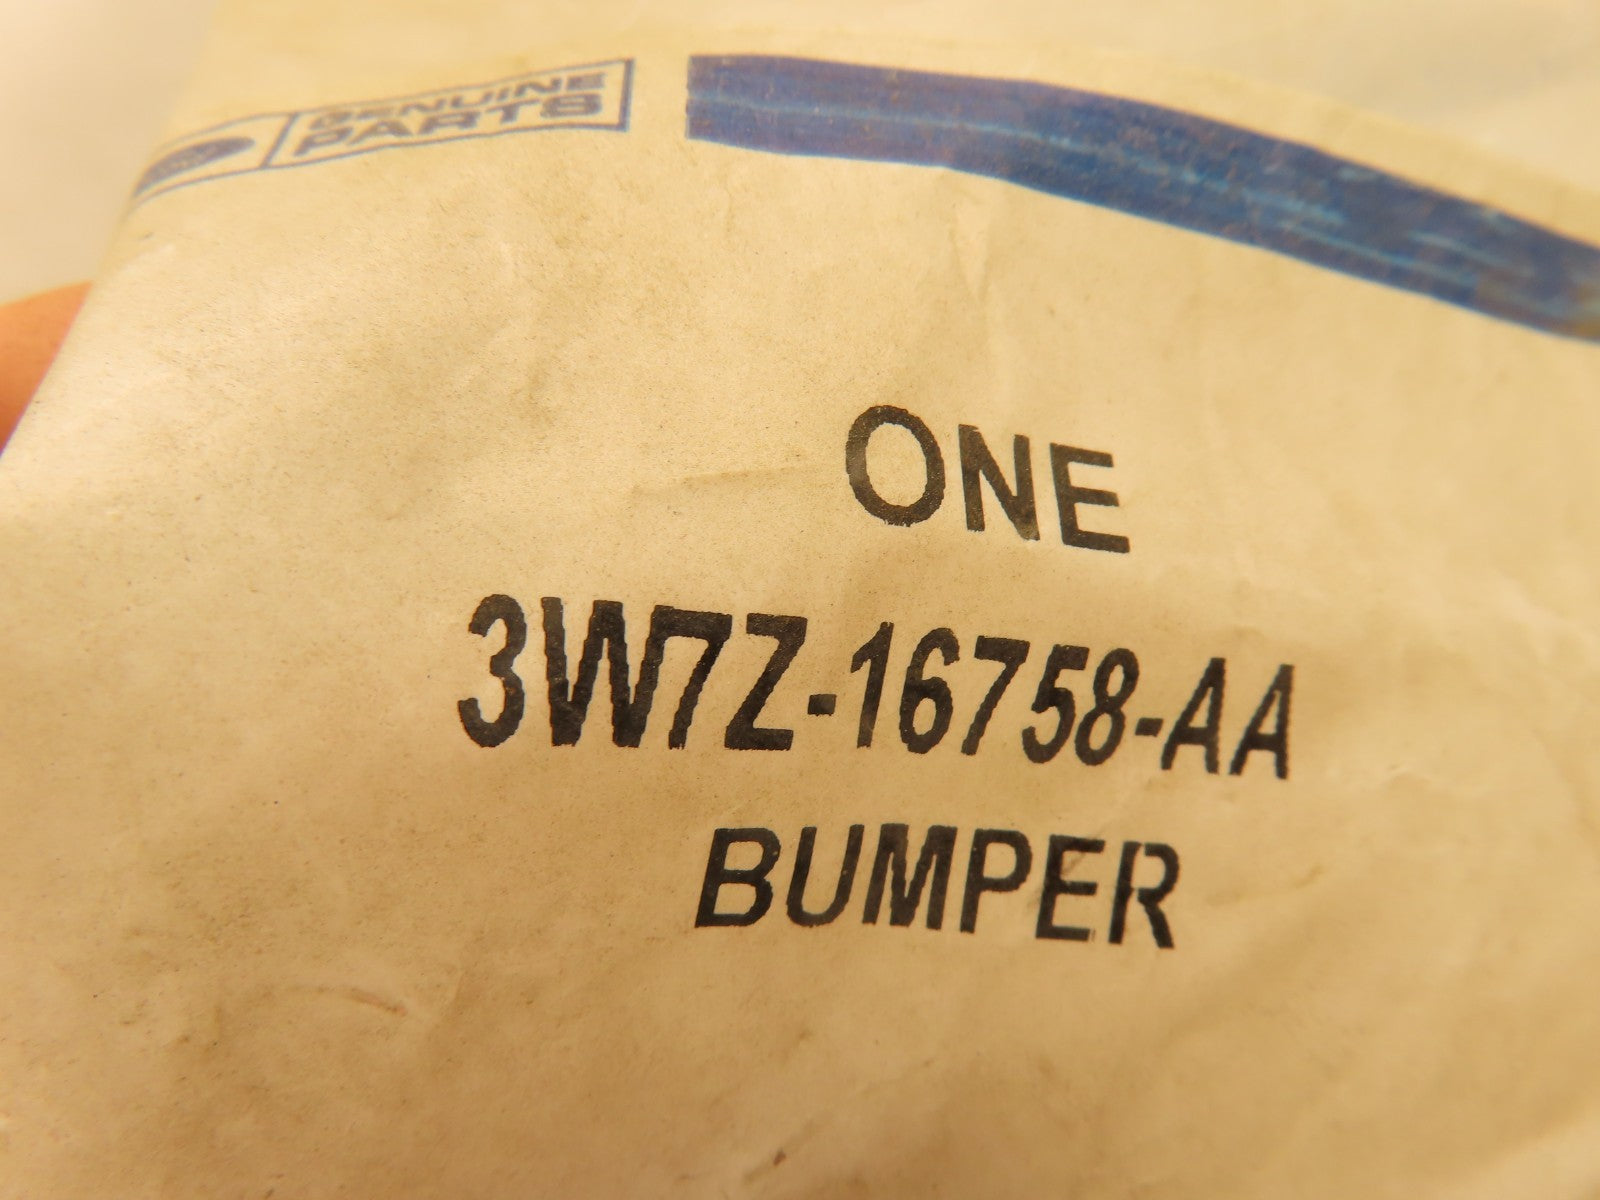 GENUINE
PARTS
ONE
3W7Z-16758-AA
BUMPER